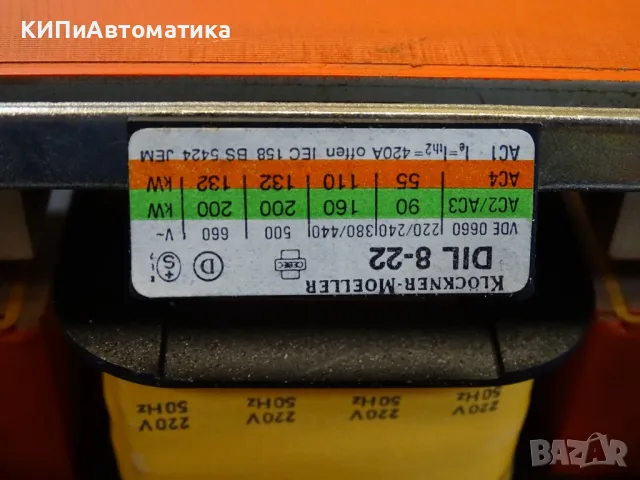 КИПиАвтоматика
KLÖCKNER-MOELLER
DIL 8-22
VDE 0660 220/240 380/440 500 660 V~
AC2/AC3 90 160 200 200 kW
AC4 55 110 132 132 kW
AC1 Ie=Ith2=420A offen IEC 158 BS 5424 JEM
220V 220V 220V 220V
50Hz 50Hz 50Hz 50Hz
BAZAR
bg